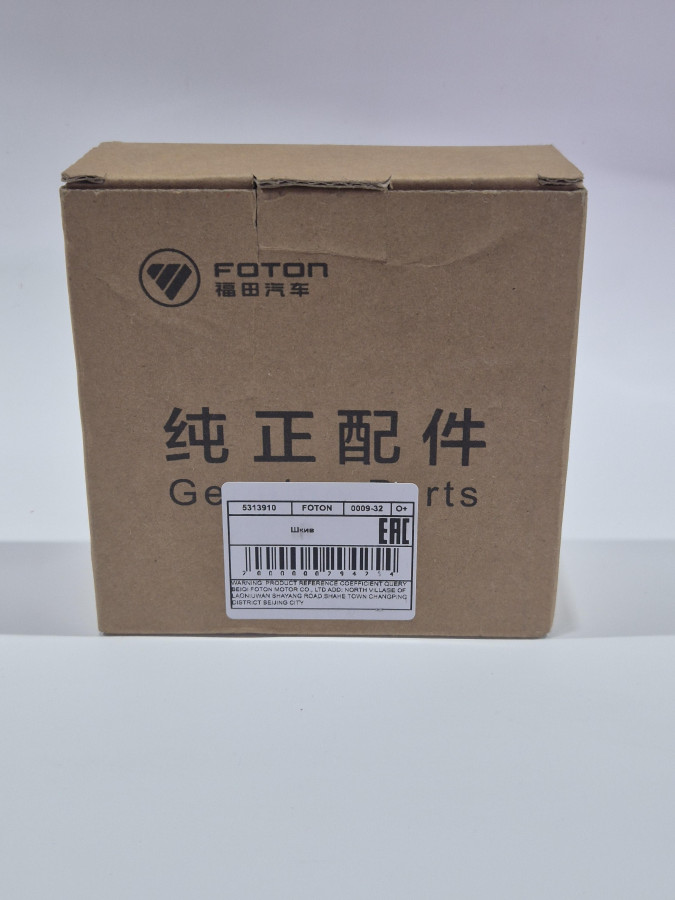 FOTON
福田汽车
纯正配件
Ge rts
5313910 FOTON 0009-32 O+
Шкив
EAC
WARNING: PRODUCT REFERENCE COEFFICIENT QUERY
BEIQI FOTON MOTOR CO., LTD ADD: NORTH VILLAGE OF
LAONIUWAN SHAYANG ROAD,SHAHE TOWN CHANGPING
DISTRICT BEIJING CITY